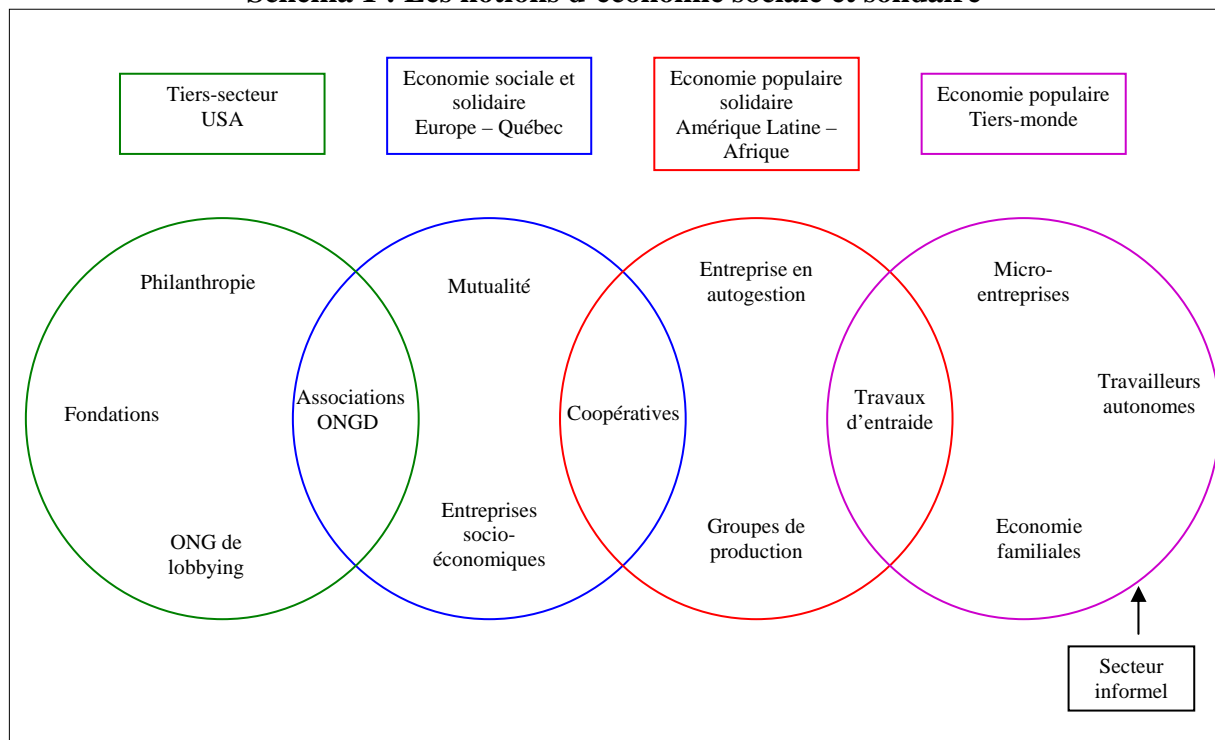 Schéma 1 : Les notions d'économie sociale et solidaire
Tiers-secteur
USA
Economie sociale et
solidaire
Europe – Québec
Economie populaire
solidaire
Amérique Latine –
Afrique
Economie populaire
Tiers-monde
Philanthropie
Fondations
ONG de
lobbying
Associations
ONGD
Mutualité
Entreprises
socio-
économiques
Coopératives
Entreprise en
autogestion
Groupes de
production
Travaux
d'entraide
Micro-
entreprises
Travailleurs
autonomes
Economie
familiales
Secteur
informel